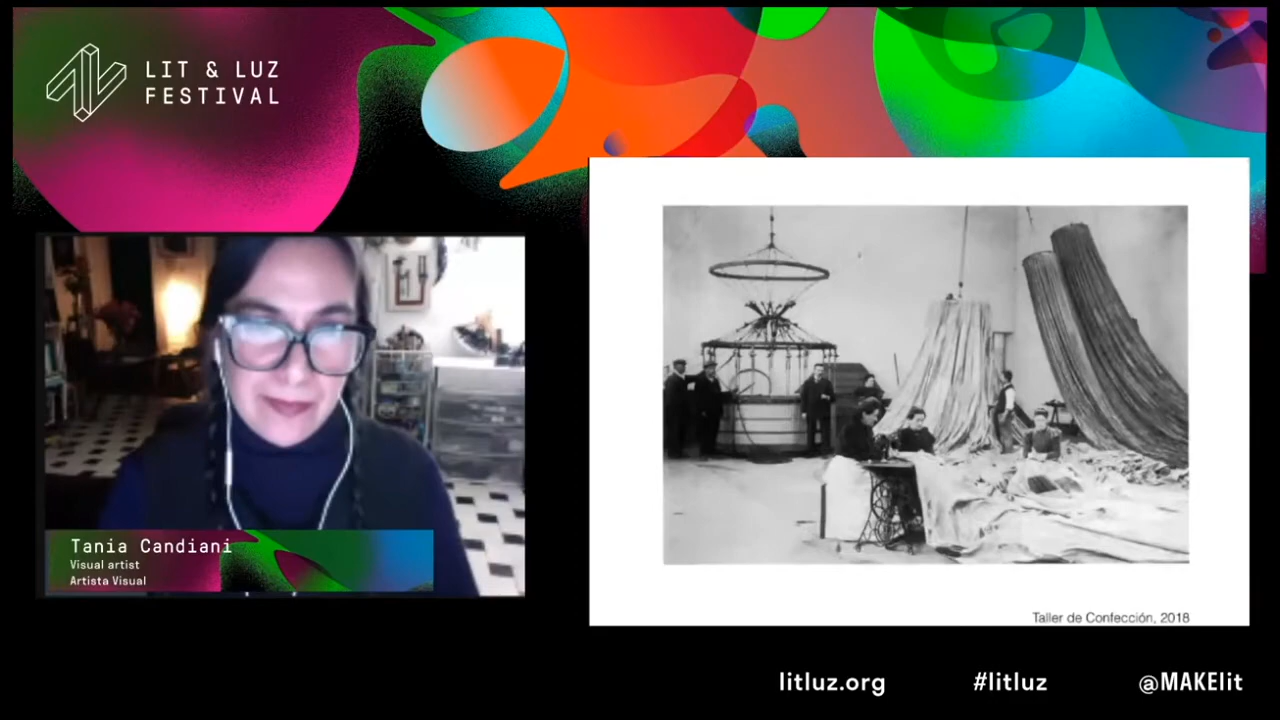 LIT & LUZ
FESTIVAL
Tania Candiani
Visual artist
Artista Visual
Taller de Confección, 2018
litluz.org
#litluz
@MAKElit